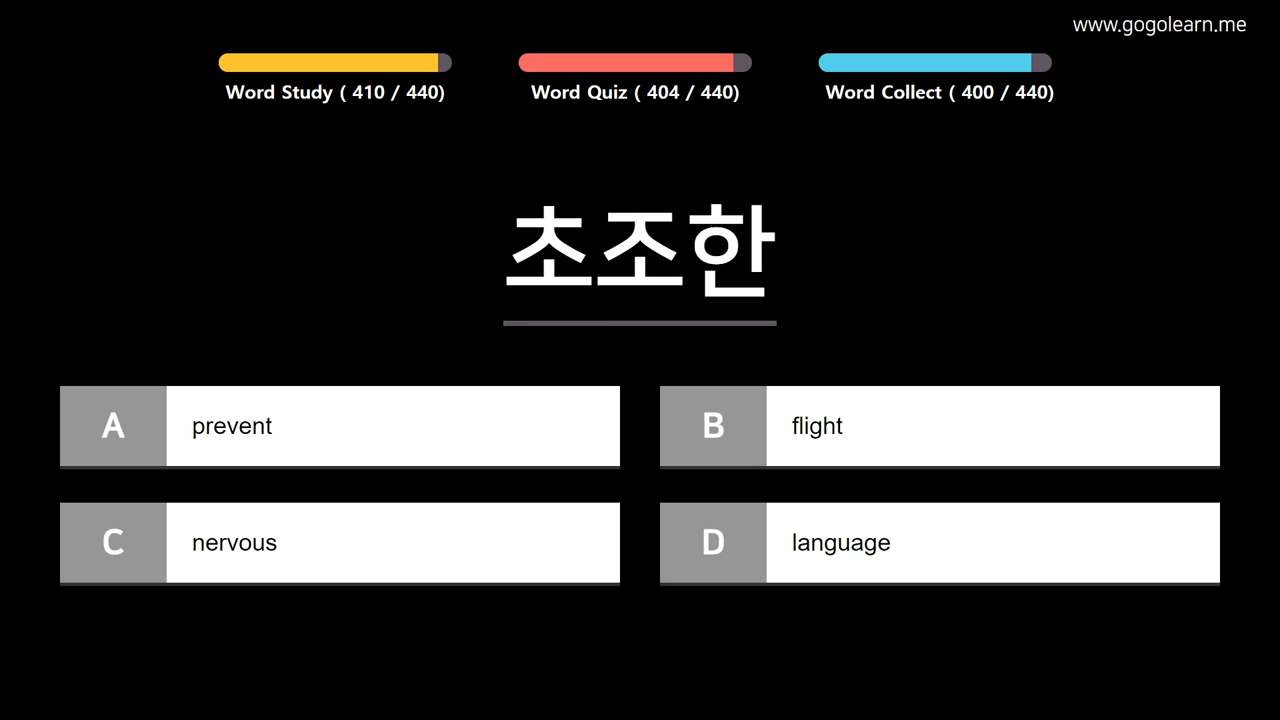 www.gogolearn.me
Word Study ( 410 / 440)
Word Quiz ( 404 / 440)
Word Collect ( 400 / 440)
초조한
A prevent
B flight
C nervous
D language